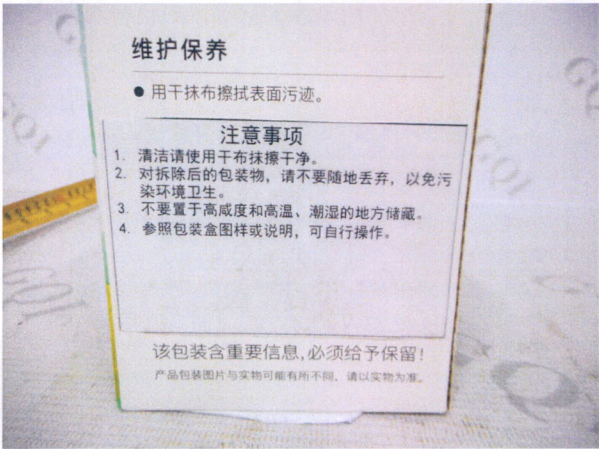 维护保养
● 用干抹布擦拭表面污迹。
注意事项
1. 清洁请使用干布抹擦干净。
2. 对拆除后的包装物，请不要随地丢弃，以免污
染环境卫生。
3. 不要置于高咸度和高温、潮湿的地方储藏。
4. 参照包装盒图样或说明，可自行操作。
该包装含重要信息,必须给予保留!
产品包装图片与实物可能有所不同，请以实物为准。
GQI
GQI
GQI
GQI
GQI